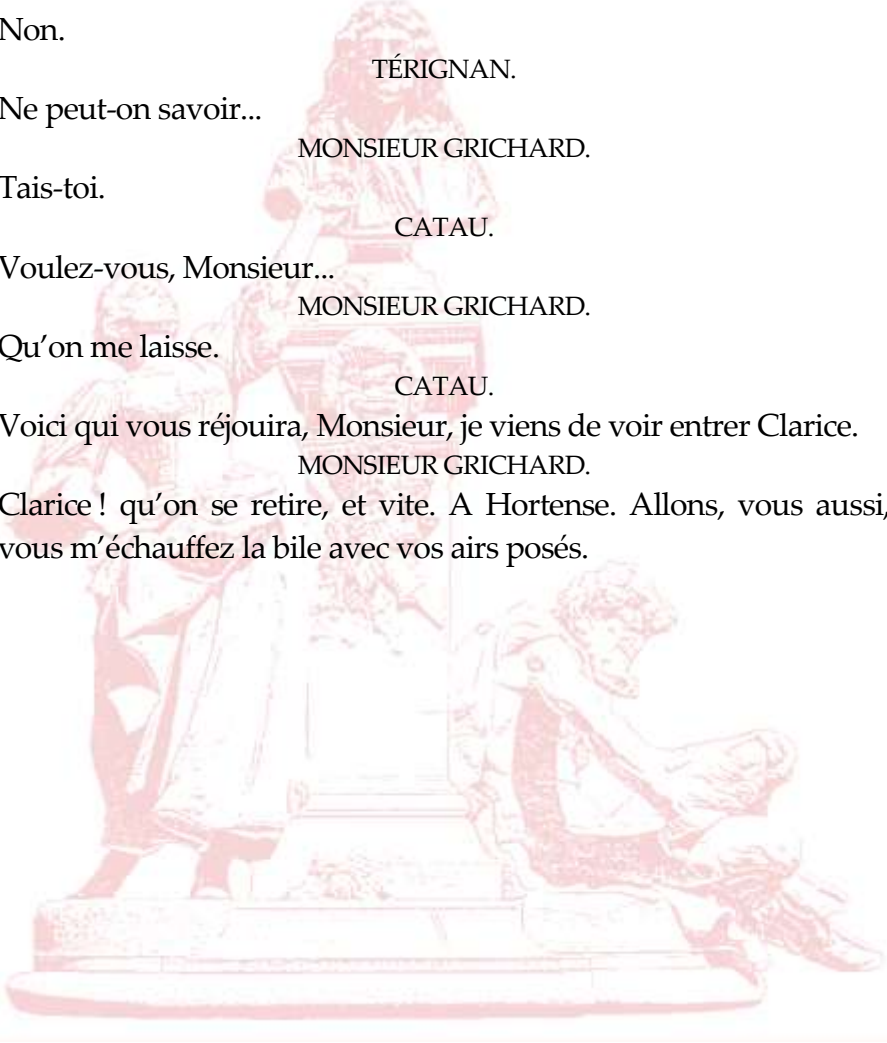 Non.
TÉRIGNAN.
Ne peut-on savoir...
MONSIEUR GRICHARD.
Tais-toi.
CATAU.
Voulez-vous, Monsieur...
MONSIEUR GRICHARD.
Qu’on me laisse.
CATAU.
Voici qui vous réjouira, Monsieur, je viens de voir entrer Clarice.
MONSIEUR GRICHARD.
Clarice ! qu’on se retire, et vite. A Hortense. Allons, vous aussi,
vous m’échauffez la bile avec vos airs posés.